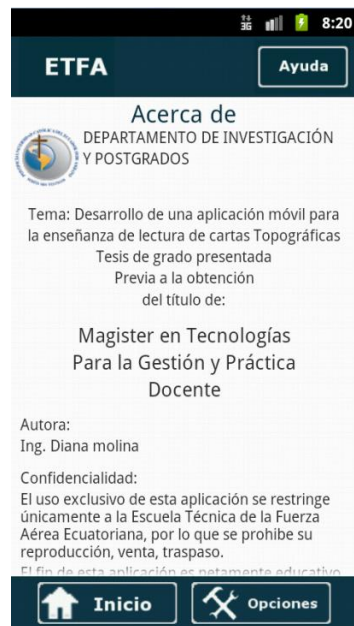 3G 8:20
ETFA
Ayuda
Acerca de
DEPARTAMENTO DE INVESTIGACIÓN
Y POSTGRADOS
Tema: Desarrollo de una aplicación móvil para
la enseñanza de lectura de cartas Topográficas
Tesis de grado presentada
Previa a la obtención
del título de:
Magister en Tecnologías
Para la Gestión y Práctica
Docente
Autora:
Ing. Diana molina
Confidencialidad:
El uso exclusivo de esta aplicación se restringe
únicamente a la Escuela Técnica de la Fuerza
Aérea Ecuatoriana, por lo que se prohibe su
reproducción, venta, traspaso.
El fin de esta aplicación es netamente educativo
Inicio
Opciones